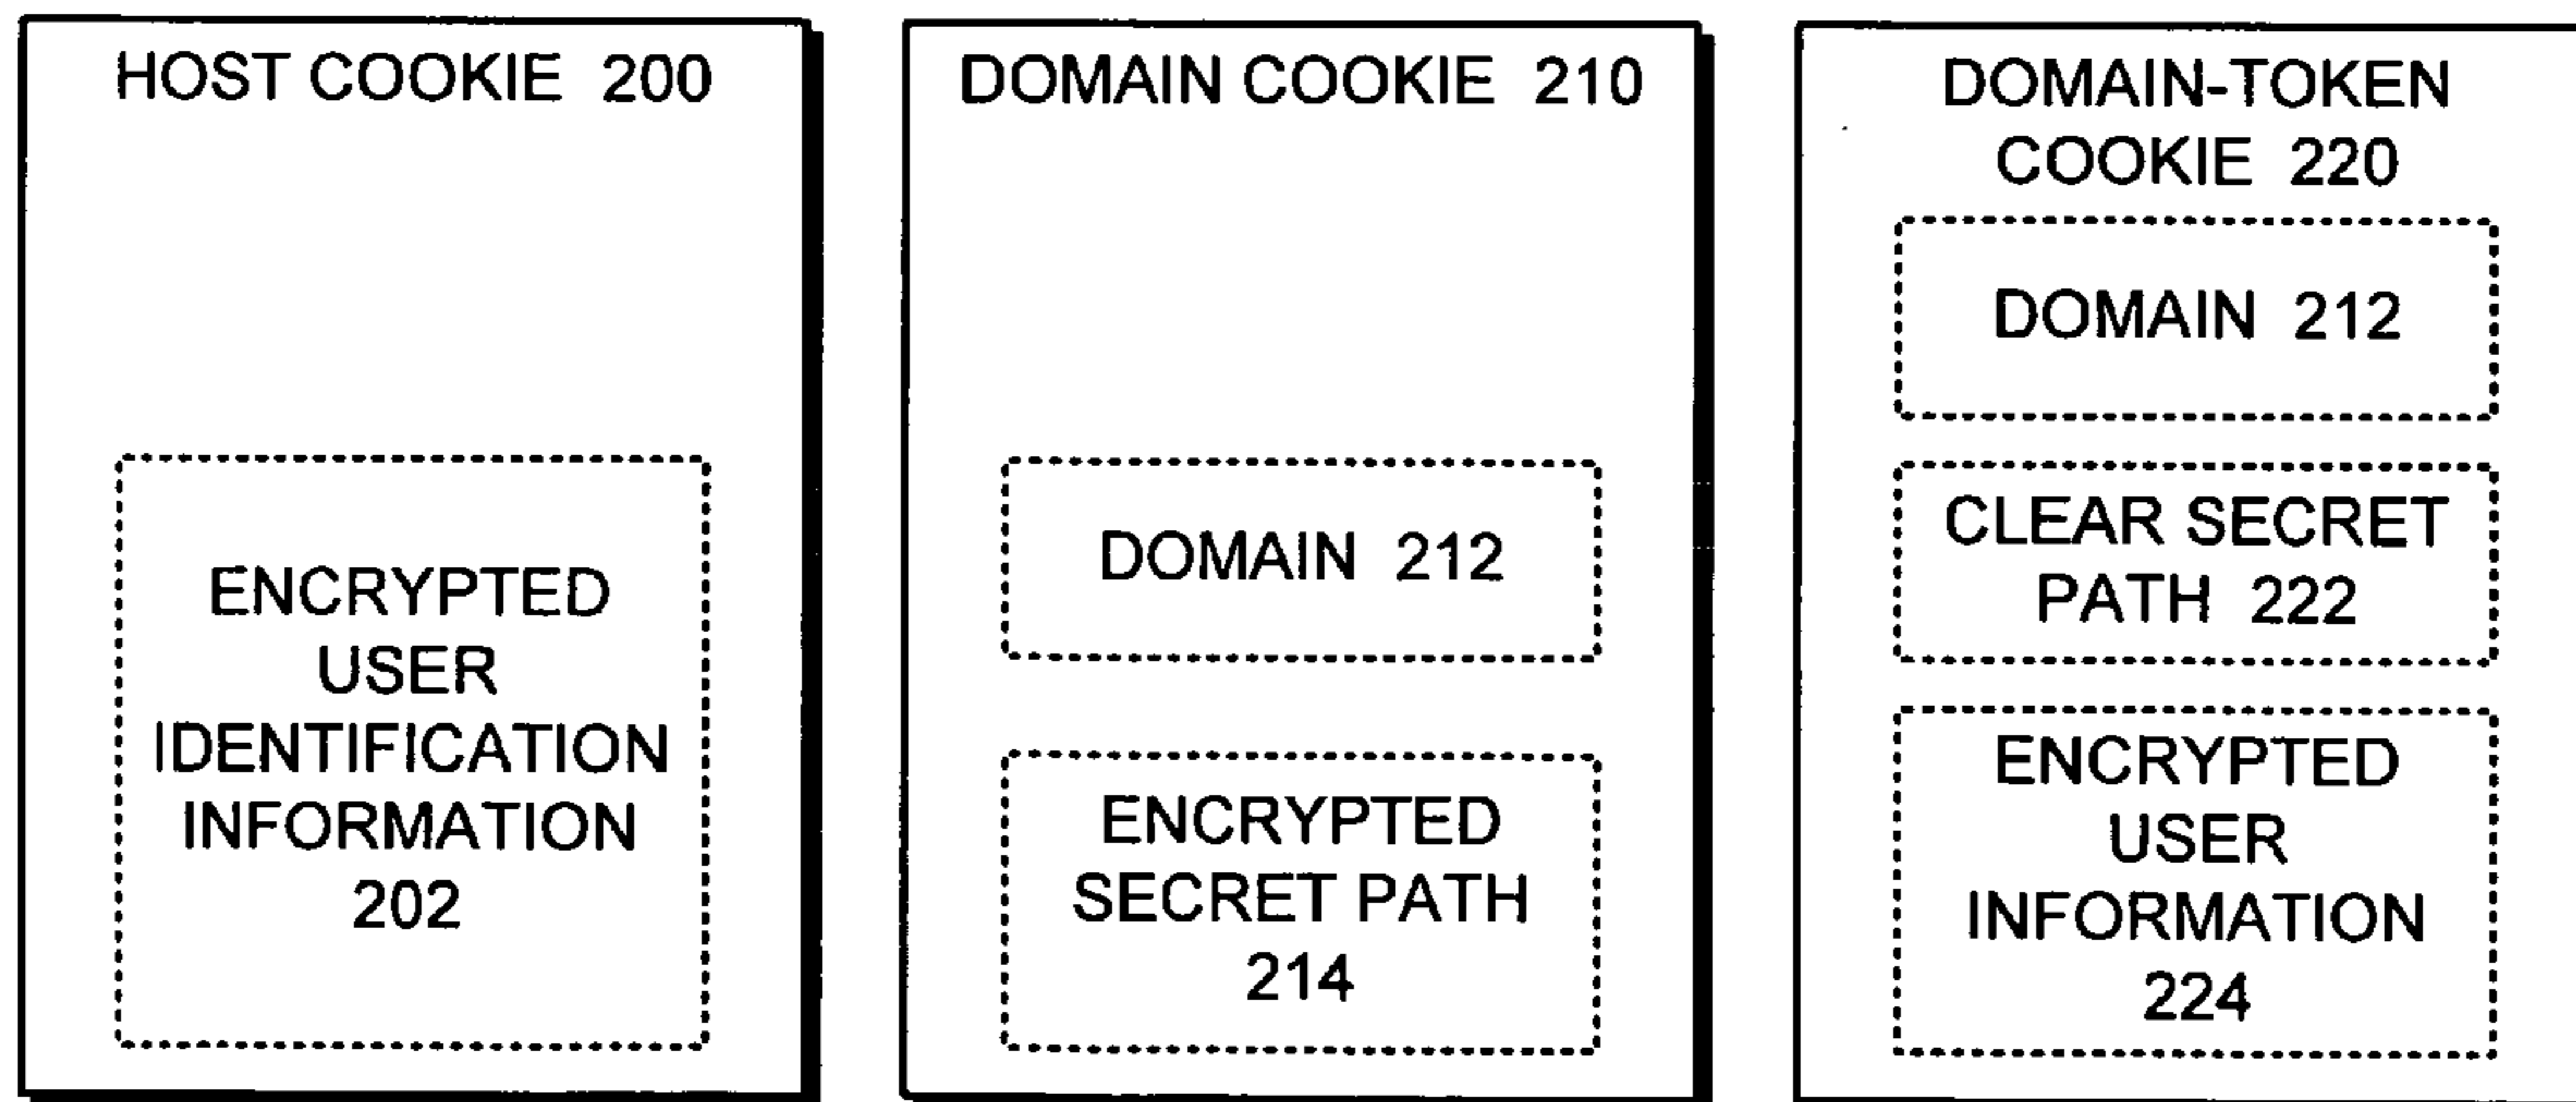 HOST COOKIE 200
ENCRYPTED
USER
IDENTIFICATION
INFORMATION
202
DOMAIN COOKIE 210
DOMAIN 212
ENCRYPTED
SECRET PATH
214
DOMAIN-TOKEN
COOKIE 220
DOMAIN 212
CLEAR SECRET
PATH 222
ENCRYPTED
USER
INFORMATION
224